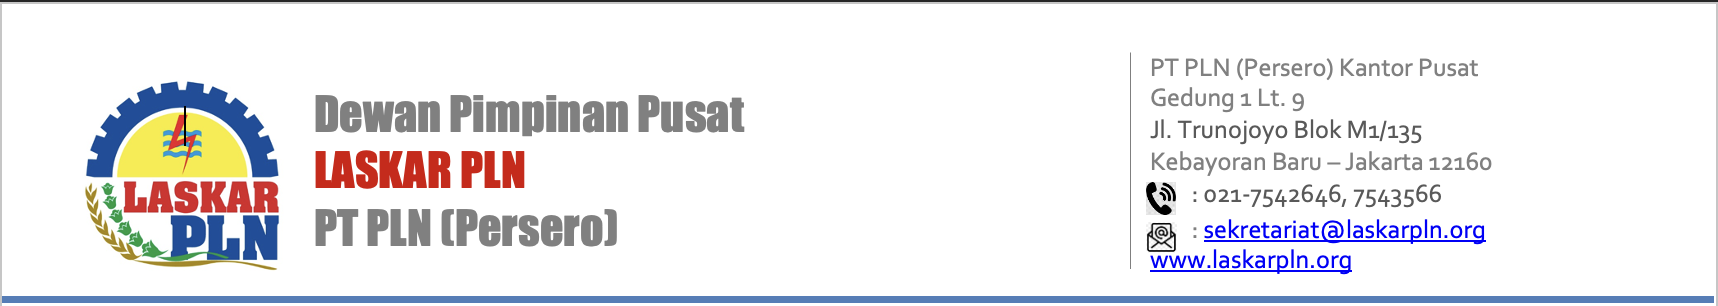 LASKAR
PLN
Dewan Pimpinan Pusat
LASKAR PLN
PT PLN (Persero)
PT PLN (Persero) Kantor Pusat
Gedung 1 Lt. 9
Jl. Trunojoyo Blok M1/135
Kebayoran Baru – Jakarta 12160
: 021-7542646, 7543566
: sekretariat@laskarpln.org
www.laskarpln.org